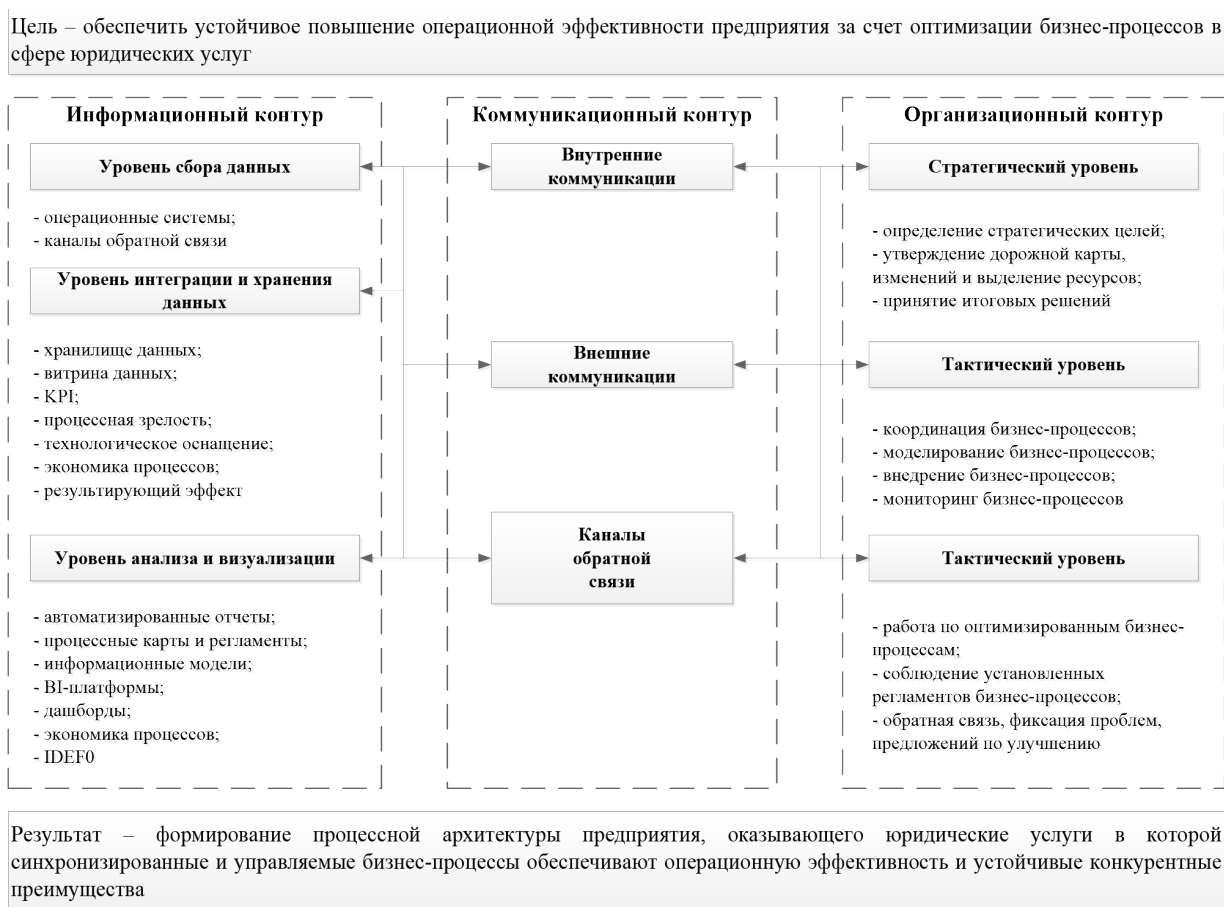 Цель – обеспечить устойчивое повышение операционной эффективности предприятия за счет оптимизации бизнес-процессов в
сфере юридических услуг
Информационный контур
Уровень сбора данных
- операционные системы;
- каналы обратной связи
Уровень интеграции и хранения
данных
- хранилище данных;
- витрина данных;
- KPI;
- процессная зрелость;
- технологическое оснащение;
- экономика процессов;
- результирующий эффект
Уровень анализа и визуализации
- автоматизированные отчеты;
- процессные карты и регламенты;
- информационные модели;
- BI-платформы;
- дашборды;
- экономика процессов;
- IDEF0
Коммуникационный контур
Внутренние
коммуникации
Внешние
коммуникации
Каналы
обратной
связи
Организационный контур
Стратегический уровень
- определение стратегических целей;
- утверждение дорожной карты,
изменений и выделение ресурсов;
- принятие итоговых решений
Тактический уровень
- координация бизнес-процессов;
- моделирование бизнес-процессов;
- внедрение бизнес-процессов;
- мониторинг бизнес-процессов
Тактический уровень
- работа по оптимизированным бизнес-
процессам;
- соблюдение установленных
регламентов бизнес-процессов;
- обратная связь, фиксация проблем,
предложений по улучшению
Результат – формирование процессной архитектуры предприятия, оказывающего юридические услуги в которой
синхронизированные и управляемые бизнес-процессы обеспечивают операционную эффективность и устойчивые конкурентные
преимущества